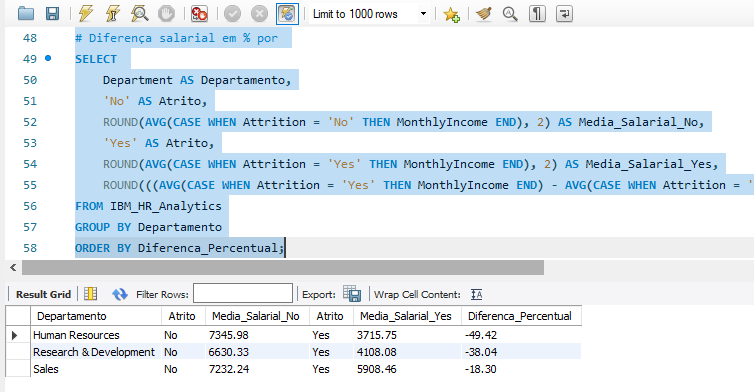 Limit to 1000 rows
48 # Diferença salarial em % por
49 SELECT
50 Department AS Departamento,
51 'No' AS Atrito,
52 ROUND(AVG(CASE WHEN Attrition = 'No' THEN MonthlyIncome END), 2) AS Media_Salarial_No,
53 'Yes' AS Atrito,
54 ROUND(AVG(CASE WHEN Attrition = 'Yes' THEN MonthlyIncome END), 2) AS Media_Salarial_Yes,
55 ROUND(((AVG(CASE WHEN Attrition = 'Yes' THEN MonthlyIncome END) - AVG(CASE WHEN Attrition = '
56 FROM IBM_HR_Analytics
57 GROUP BY Departamento
58 ORDER BY Diferenca_Percentual;
Result Grid Filter Rows: Export: Wrap Cell Content:
Departamento Atrito Media_Salarial_No Atrito Media_Salarial_Yes Diferenca_Percentual
Human Resources No 7345.98 Yes 3715.75 -49.42
Research & Development No 6630.33 Yes 4108.08 -38.04
Sales No 7232.24 Yes 5908.46 -18.30